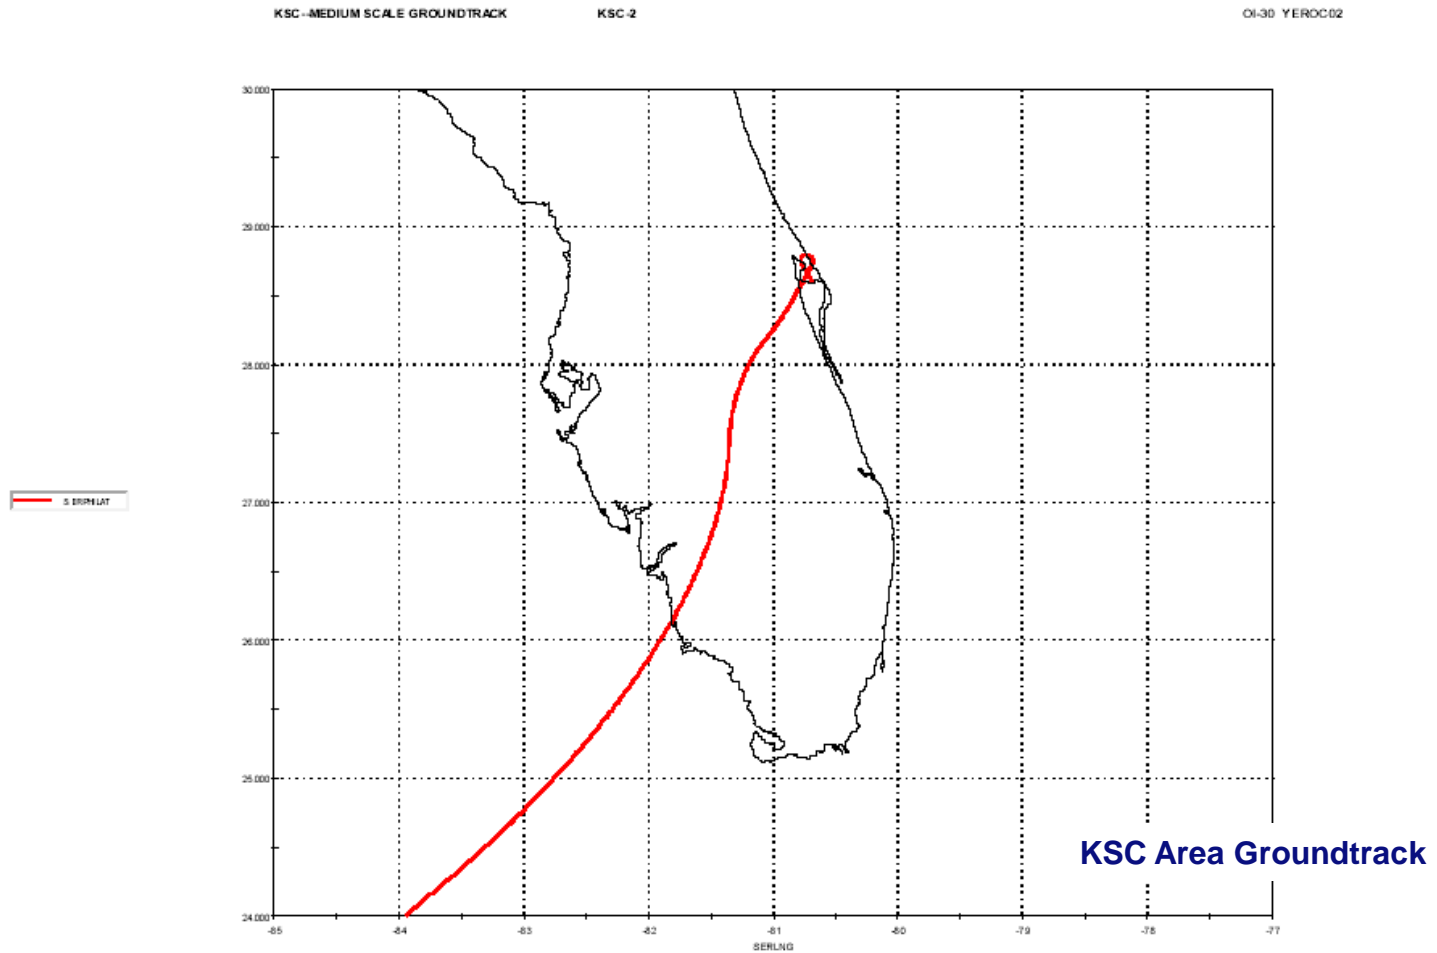 KSC--MEDIUM SCALE GROUNDTRACK KSC-2 OI-30 YEROC02
30.000
29.000
28.000
27.000
26.000
25.000
24.000
-85 -84 -83 -82 -81 -80 -79 -78 -77
SERLNG
KSC Area Groundtrack